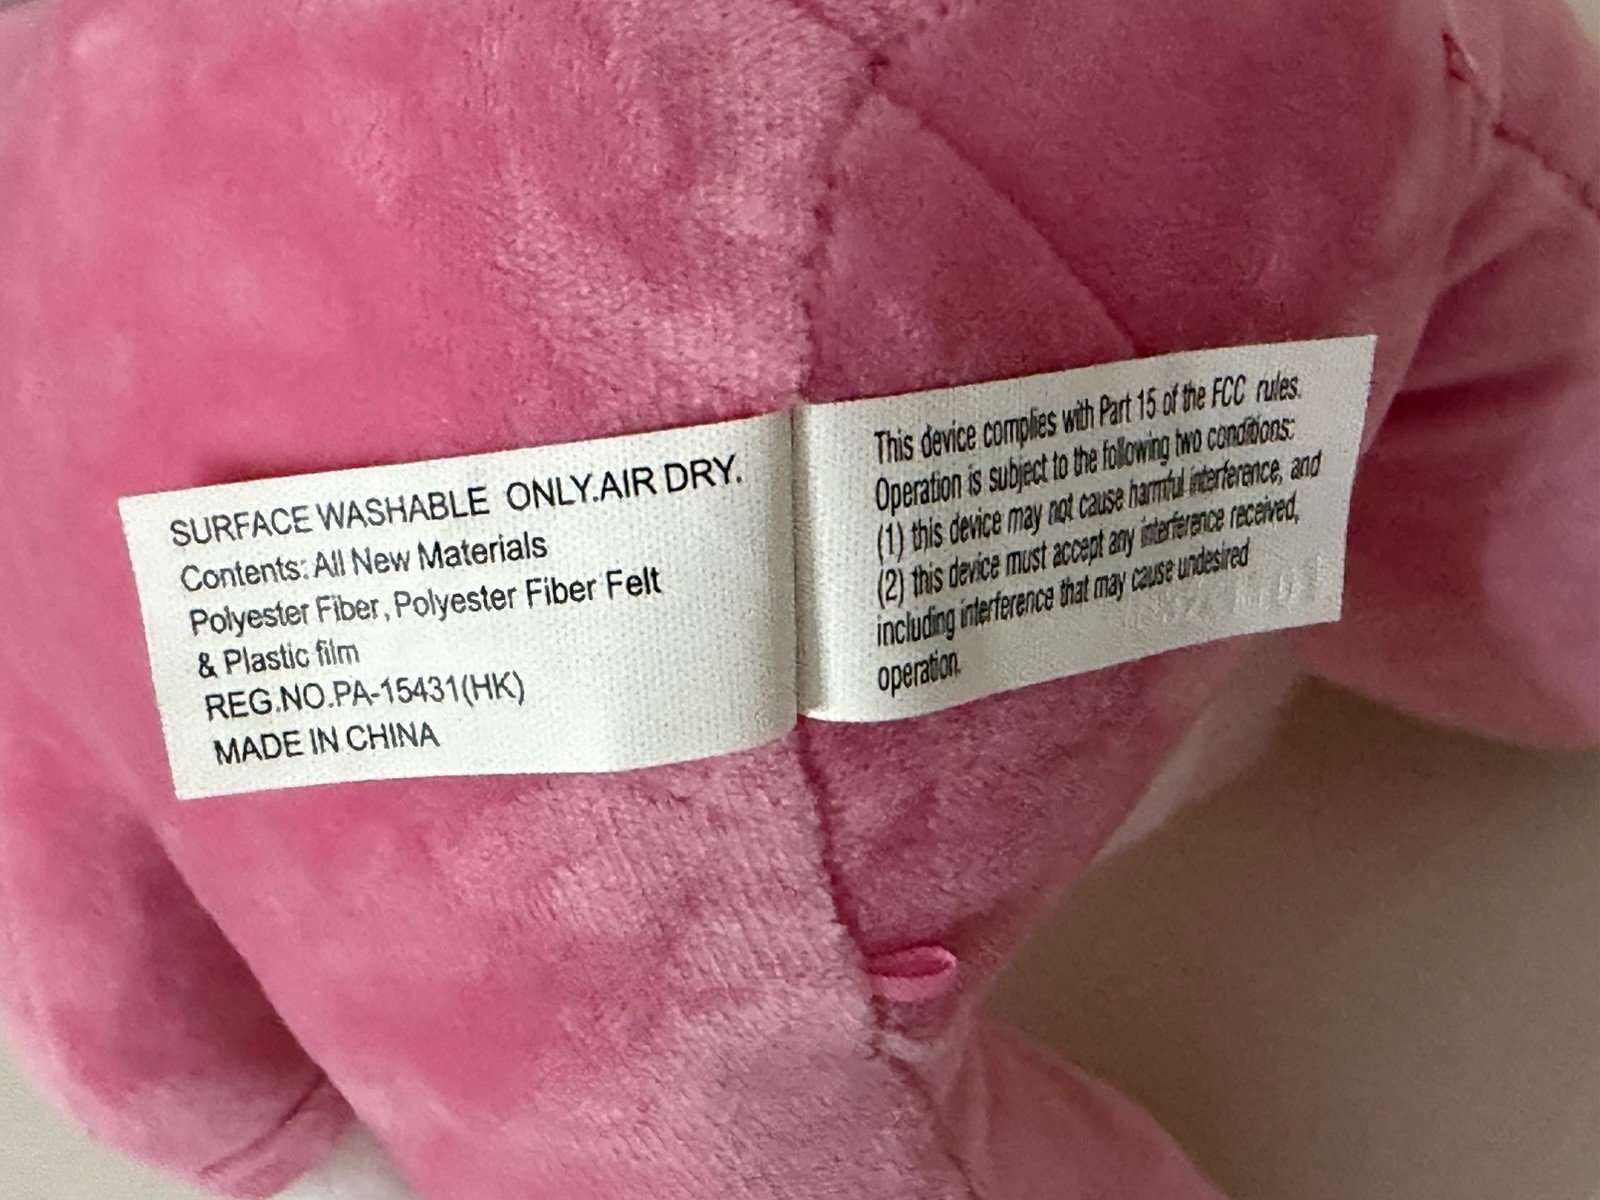 SURFACE WASHABLE ONLY.AIR DRY.
Contents: All New Materials
Polyester Fiber, Polyester Fiber Felt
& Plastic film
REG.NO.PA-15431(HK)
MADE IN CHINA
This device complies with Part 15 of the FCC rules.
Operation is subject to the following two conditions:
(1) this device may not cause harmful interference, and
(2) this device must accept any interference received,
including interference that may cause undesired
operation.